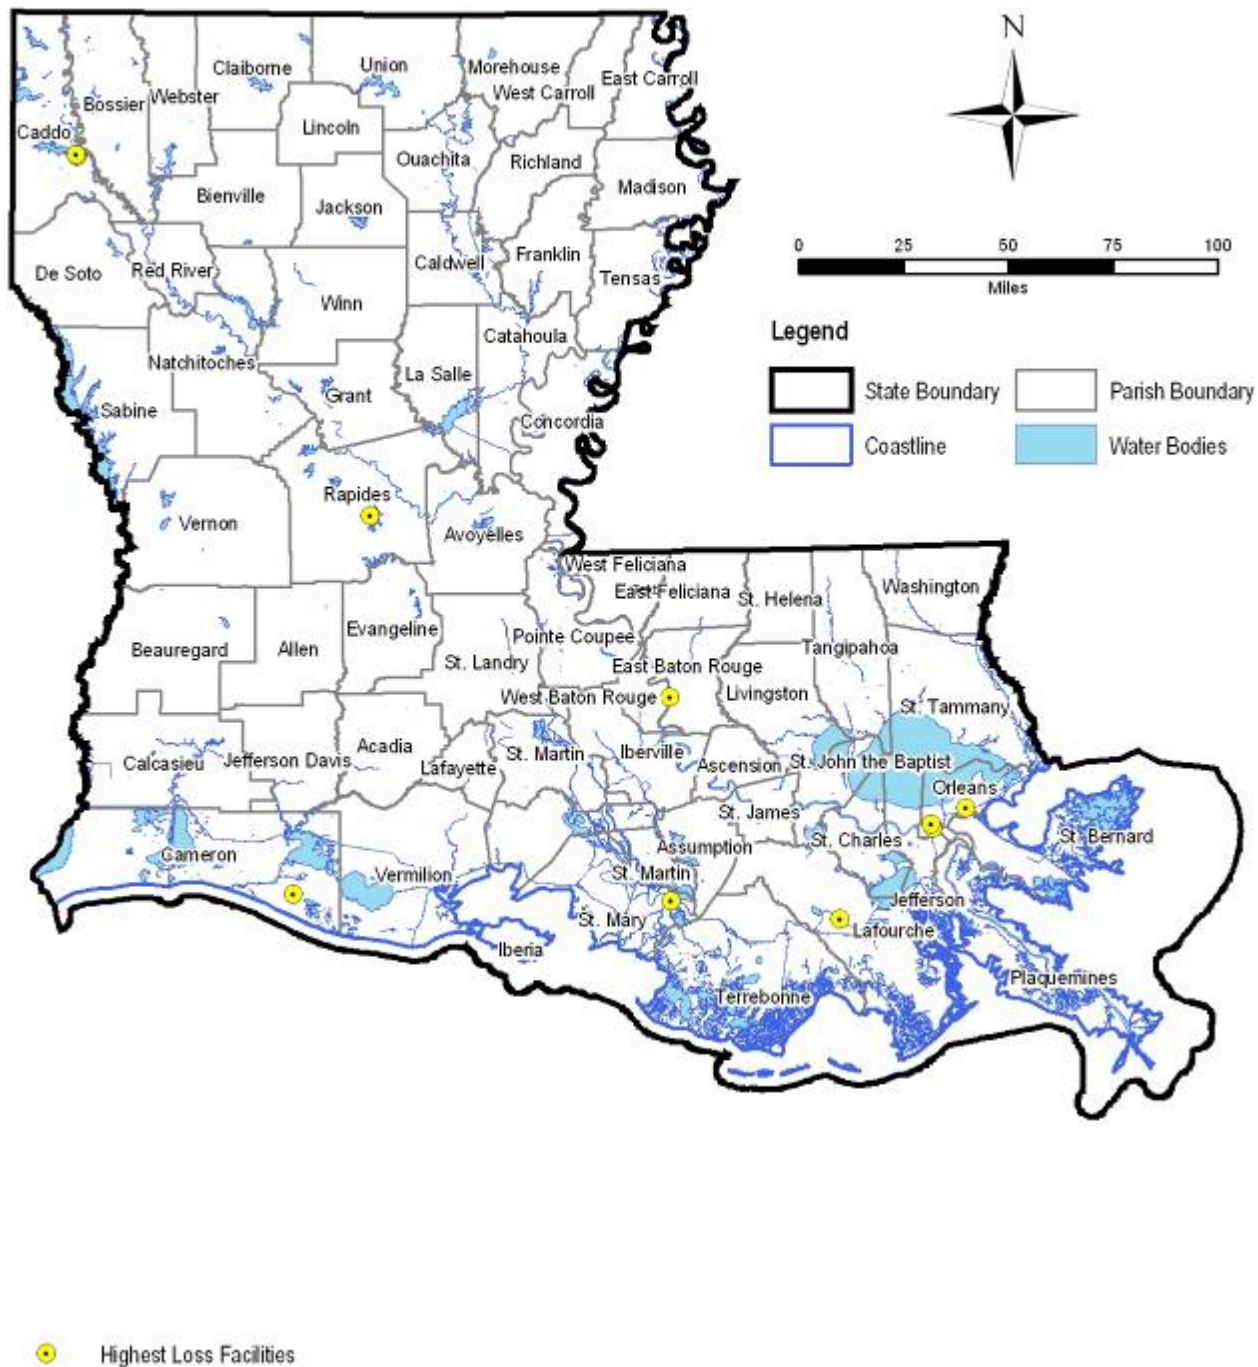 N
0 25 50 75 100
Miles
Legend
State Boundary
Parish Boundary
Coastline
Water Bodies
Claiborne
Union
Morehouse
West Carroll
East Carroll
Bossier
Webster
Caddo
Lincoln
Ouachita
Richland
Madison
Bienville
Jackson
De Soto
Red River
Caldwell
Franklin
Tensas
Winn
Catahoula
Natchitoches
La Salle
Grant
Sabine
Concordia
Rapides
Vernon
Avoyelles
West Feliciana
East Feliciana
St. Helena
Washington
Beauregard
Allen
Evangeline
Pointe Coupee
Tangipahoa
St. Landry
East Baton Rouge
West Baton Rouge
Livingston
St. Tammany
Calcasieu
Jefferson Davis
Acadia
Lafayette
St. Martin
Iberville
Ascension
St. John the Baptist
Orleans
St. James
St. Charles
St. Bernard
Cameron
Assumption
Vermilion
St. Martin
Jefferson
St. Mary
Lafourche
Iberia
Plaquemines
Terrebonne
Highest Loss Facilities